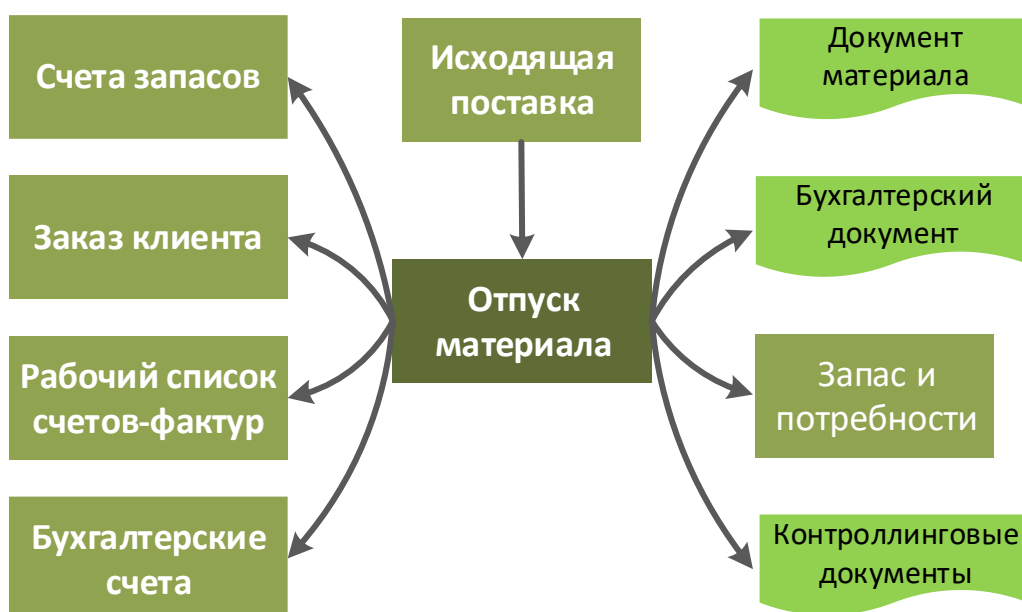 Счета запасов
Исходящая
поставка
Документ
материала
Заказ клиента
Бухгалтерский
документ
Отпуск
материала
Рабочий список
счетов-фактур
Запас и
потребности
Бухгалтерские
счета
Контроллинговые
документы